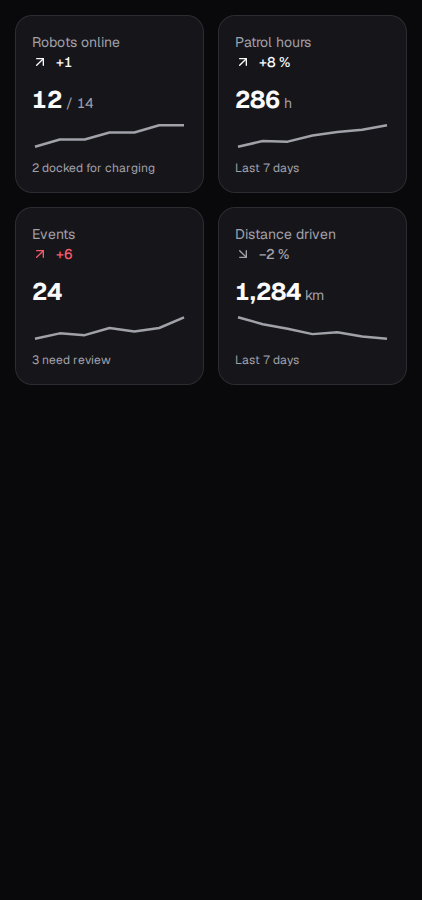 Robots online
+1
12 / 14
2 docked for charging
Patrol hours
+8 %
286 h
Last 7 days
Events
+6
24
3 need review
Distance driven
−2 %
1,284 km
Last 7 days